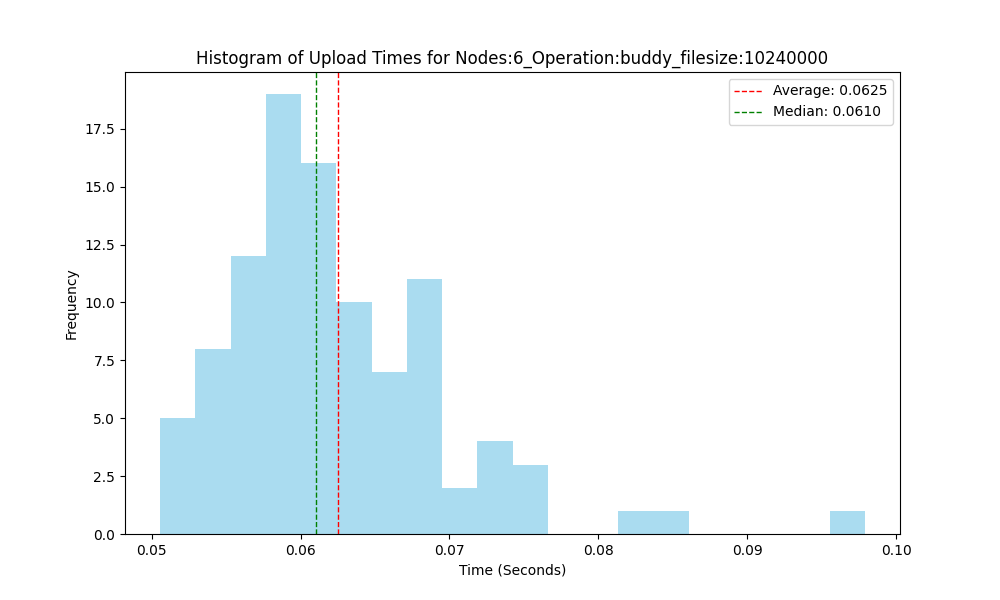 Histogram of Upload Times for Nodes:6_Operation:buddy_filesize:10240000
Average: 0.0625
Median: 0.0610
17.5
15.0
12.5
10.0
7.5
5.0
2.5
0.0
Frequency
0.05
0.06
0.07
0.08
0.09
0.10
Time (Seconds)